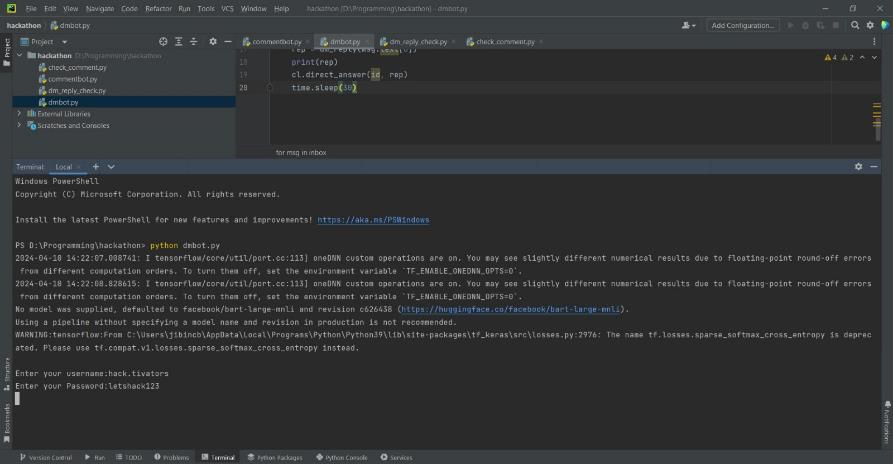 File Edit View Navigate Code Refactor Run Tools VCS Window Help hackathon (D:\Programming\hackathon) - dmbot.py
hackathon dmbot.py Add Configuration...
Project commentbot.py dmbot.py dm_reply_check.py check_comment.py
hackathon D:\Programming\hackathon
check_comment.py
commentbot.py
dm_reply_check.py
dmbot.py
External Libraries
Scratches and Consoles
18 print(rep)
19 cl.direct_answer(id, rep)
20 time.sleep(30)
4 2
for msg in inbox
Terminal: Local
Windows PowerShell
Copyright (C) Microsoft Corporation. All rights reserved.
Install the latest PowerShell for new features and improvements! https://aka.ms/PSWindows
PS D:\Programming\hackathon> python dmbot.py
2024-04-10 14:22:07.008741: I tensorflow/core/util/port.cc:113] oneDNN custom operations are on. You may see slightly different numerical results due to floating-point round-off errors
from different computation orders. To turn them off, set the environment variable `TF_ENABLE_ONEDNN_OPTS=0`.
2024-04-10 14:22:08.828615: I tensorflow/core/util/port.cc:113] oneDNN custom operations are on. You may see slightly different numerical results due to floating-point round-off errors
from different computation orders. To turn them off, set the environment variable `TF_ENABLE_ONEDNN_OPTS=0`.
No model was supplied, defaulted to facebook/bart-large-mnli and revision c626438 (https://huggingface.co/facebook/bart-large-mnli).
Using a pipeline without specifying a model name and revision in production is not recommended.
WARNING:tensorflow:From C:\Users\jibincb\AppData\Local\Programs\Python\Python39\lib\site-packages\tf_keras\src\losses.py:2976: The name tf.losses.sparse_softmax_cross_entropy is deprec
ated. Please use tf.compat.v1.losses.sparse_softmax_cross_entropy instead.
Enter your username:hack.tivators
Enter your Password:letshack123
Project
Structure
Bookmarks
Notifications
Version Control Run TODO Problems Terminal Python Packages Python Console Services